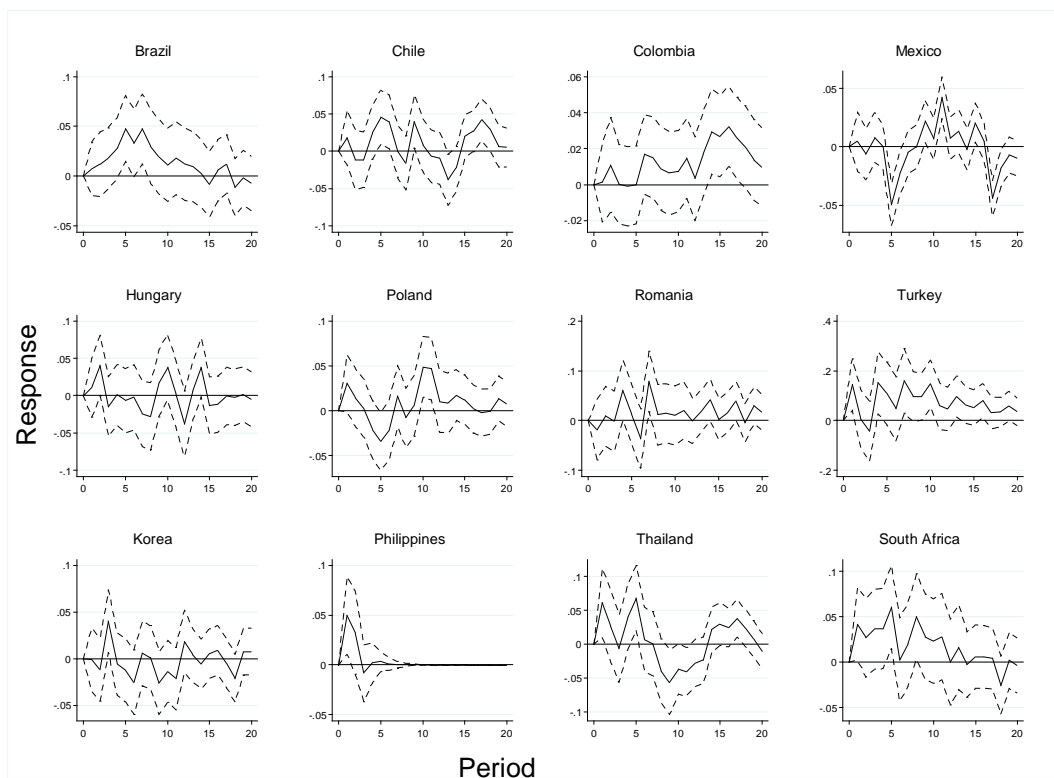 Brazil
.1
.05
0
-.05
0 5 10 15 20
Chile
.1
.05
0
-.05
-.1
0 5 10 15 20
Colombia
.06
.04
.02
0
-.02
0 5 10 15 20
Mexico
.05
0
-.05
0 5 10 15 20
Hungary
.1
.05
0
-.05
-.1
0 5 10 15 20
Poland
.1
.05
0
-.05
0 5 10 15 20
Romania
.2
.1
0
-.1
0 5 10 15 20
Turkey
.4
.2
0
-.2
0 5 10 15 20
Response
Korea
.1
.05
0
-.05
0 5 10 15 20
Philippines
.1
.05
0
-.05
0 5 10 15 20
Thailand
.1
.05
0
-.05
-.1
0 5 10 15 20
South Africa
.1
.05
0
-.05
0 5 10 15 20
Period